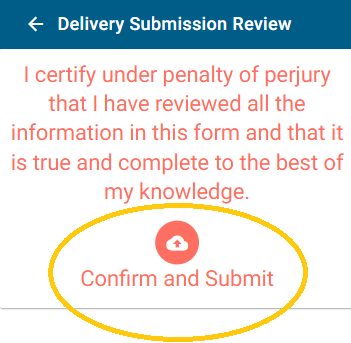 Delivery Submission Review
I certify under penalty of perjury
that I have reviewed all the
information in this form and that it
is true and complete to the best of
my knowledge.
Confirm and Submit